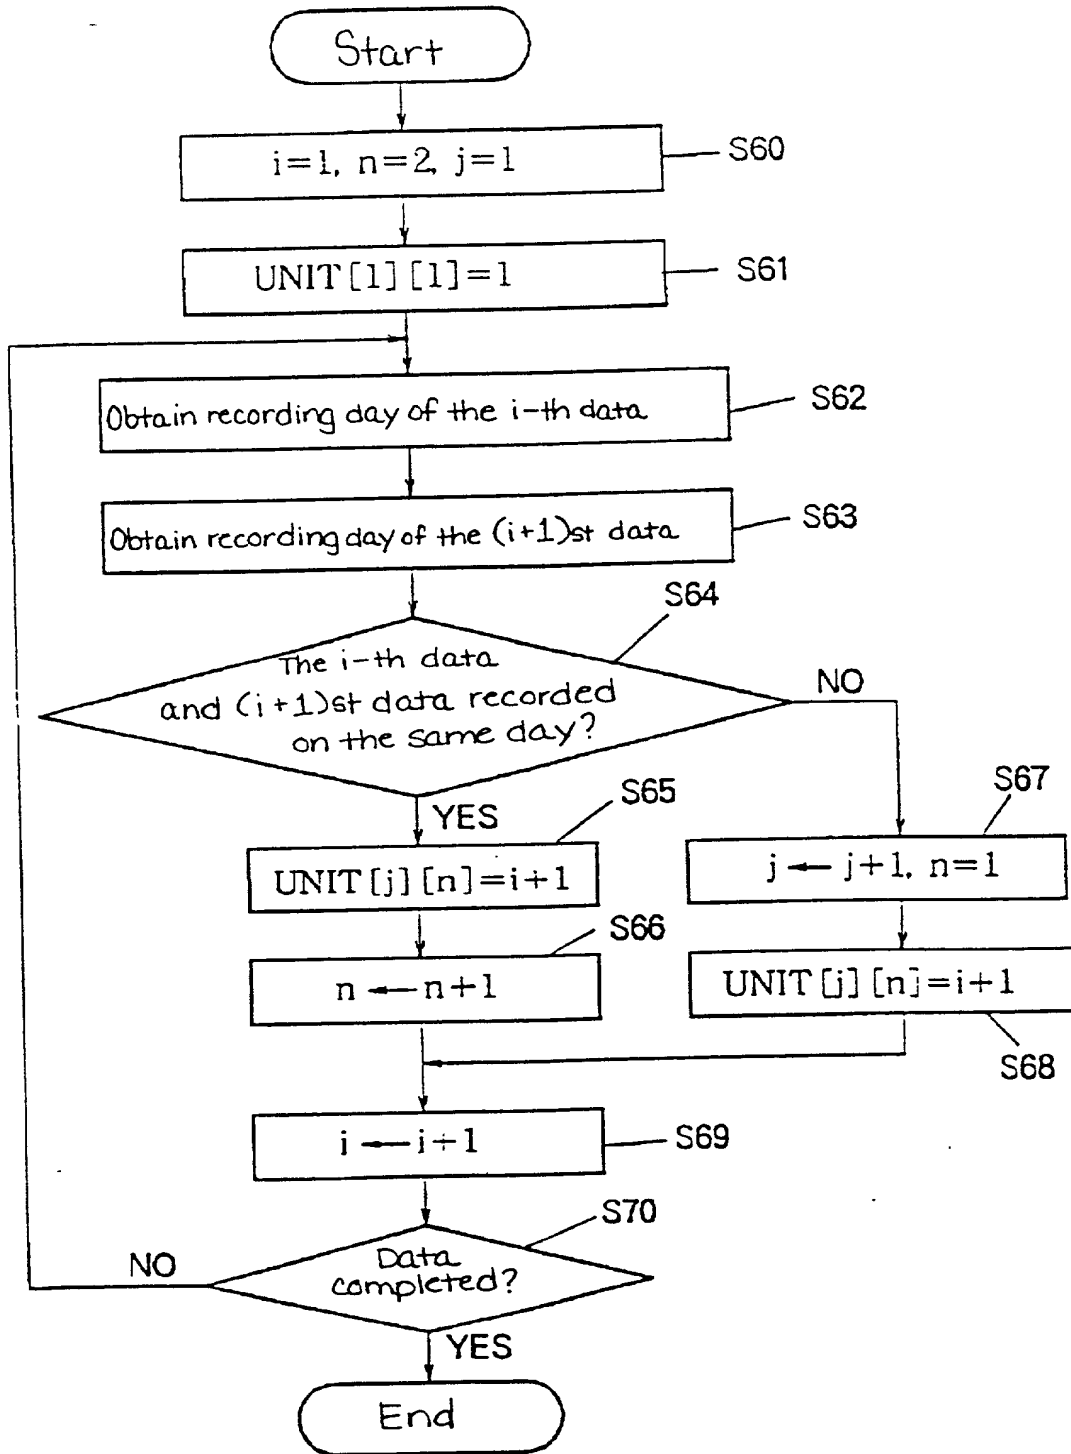 Start
i=1, n=2, j=1
S60
UNIT[1][1]=1
S61
Obtain recording day of the i-th data
S62
Obtain recording day of the (i+1)st data
S63
S64
The i-th data
and (i+1)st data recorded
on the same day?
NO
YES
S65
UNIT[j][n]=i+1
S67
j ← j+1, n=1
S66
n ← n+1
UNIT[j][n]=i+1
S68
i ← i+1
S69
S70
Data
completed?
NO
YES
End